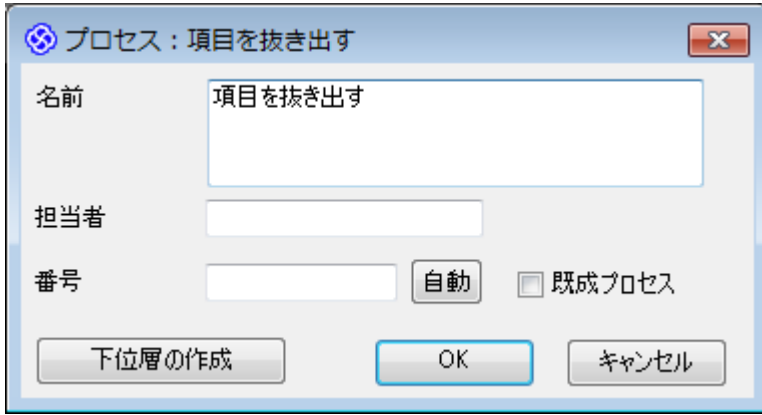 プロセス：項目を抜き出す
名前
項目を抜き出す
担当者
番号
自動
既成プロセス
下位層の作成
OK
キャンセル